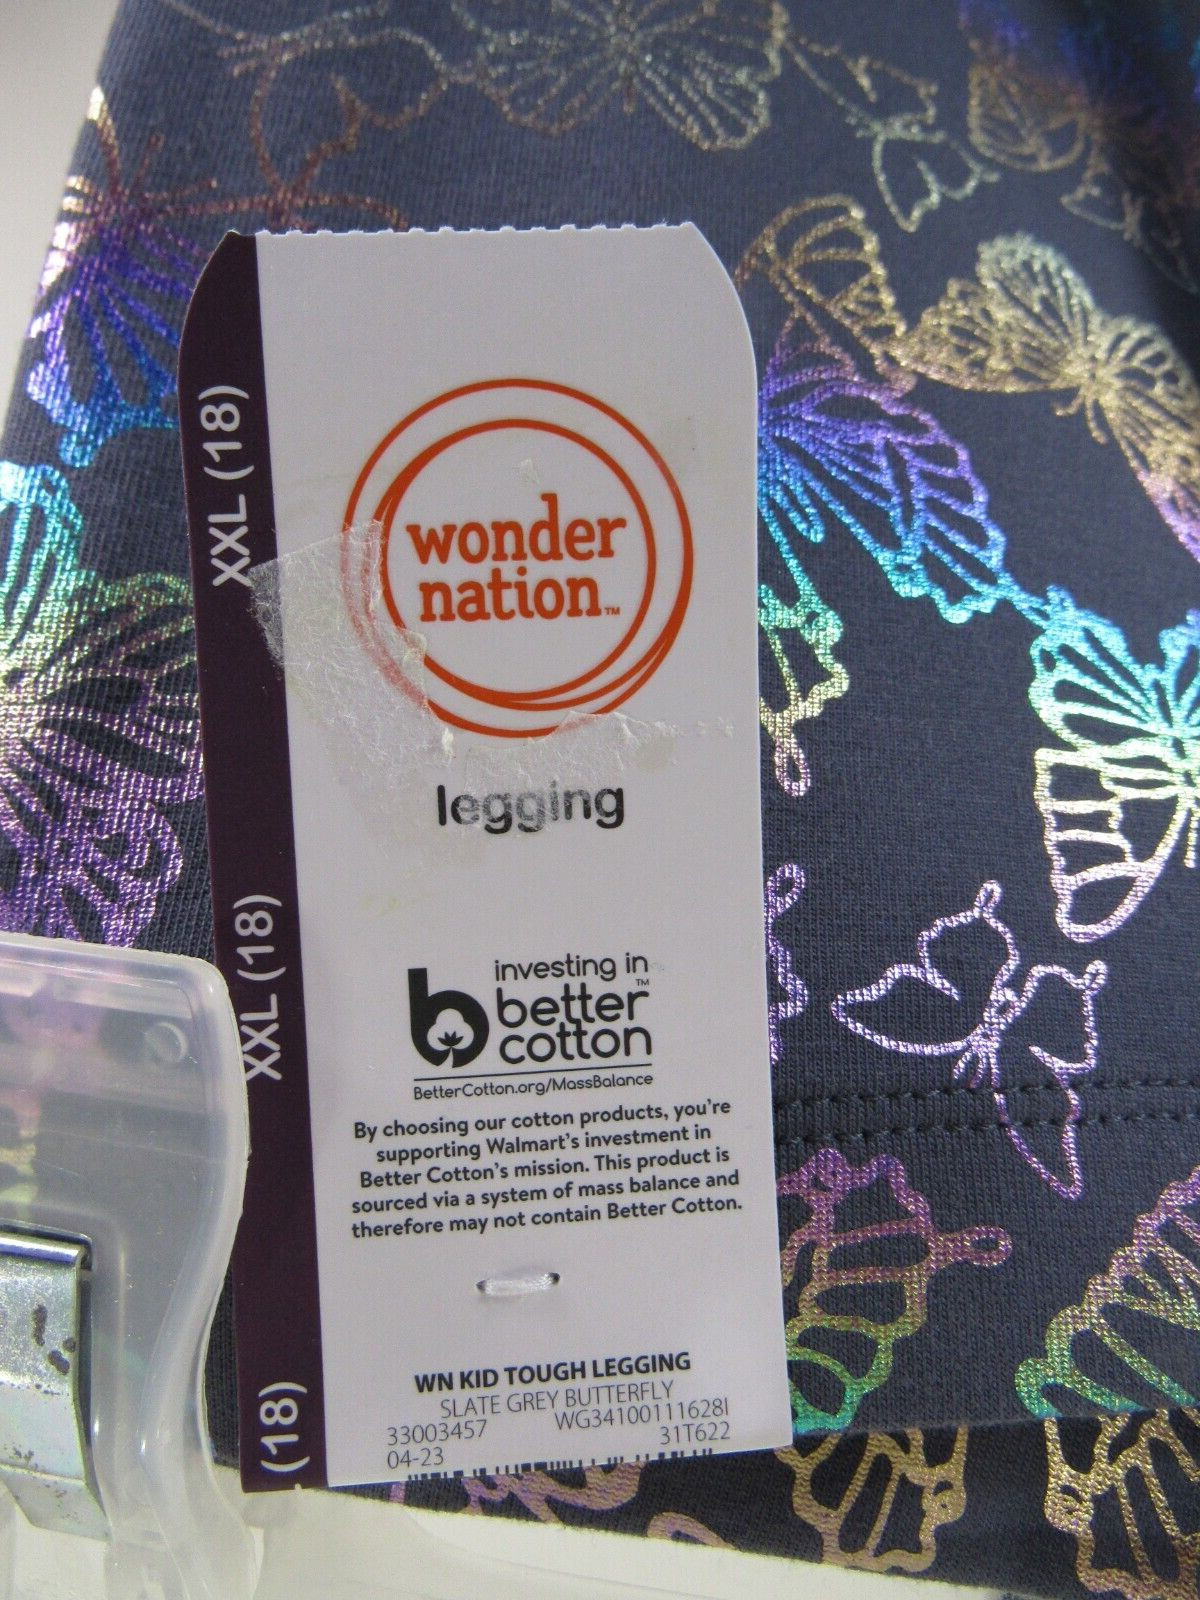 XXL (18)
XXL (18)
(18)
wonder
nation™
legging
investing in
better™
cotton
BetterCotton.org/MassBalance
By choosing our cotton products, you're
supporting Walmart's investment in
Better Cotton's mission. This product is
sourced via a system of mass balance and
therefore may not contain Better Cotton.
WN KID TOUGH LEGGING
SLATE GREY BUTTERFLY
33003457 WG34100111628I
04-23 31T622